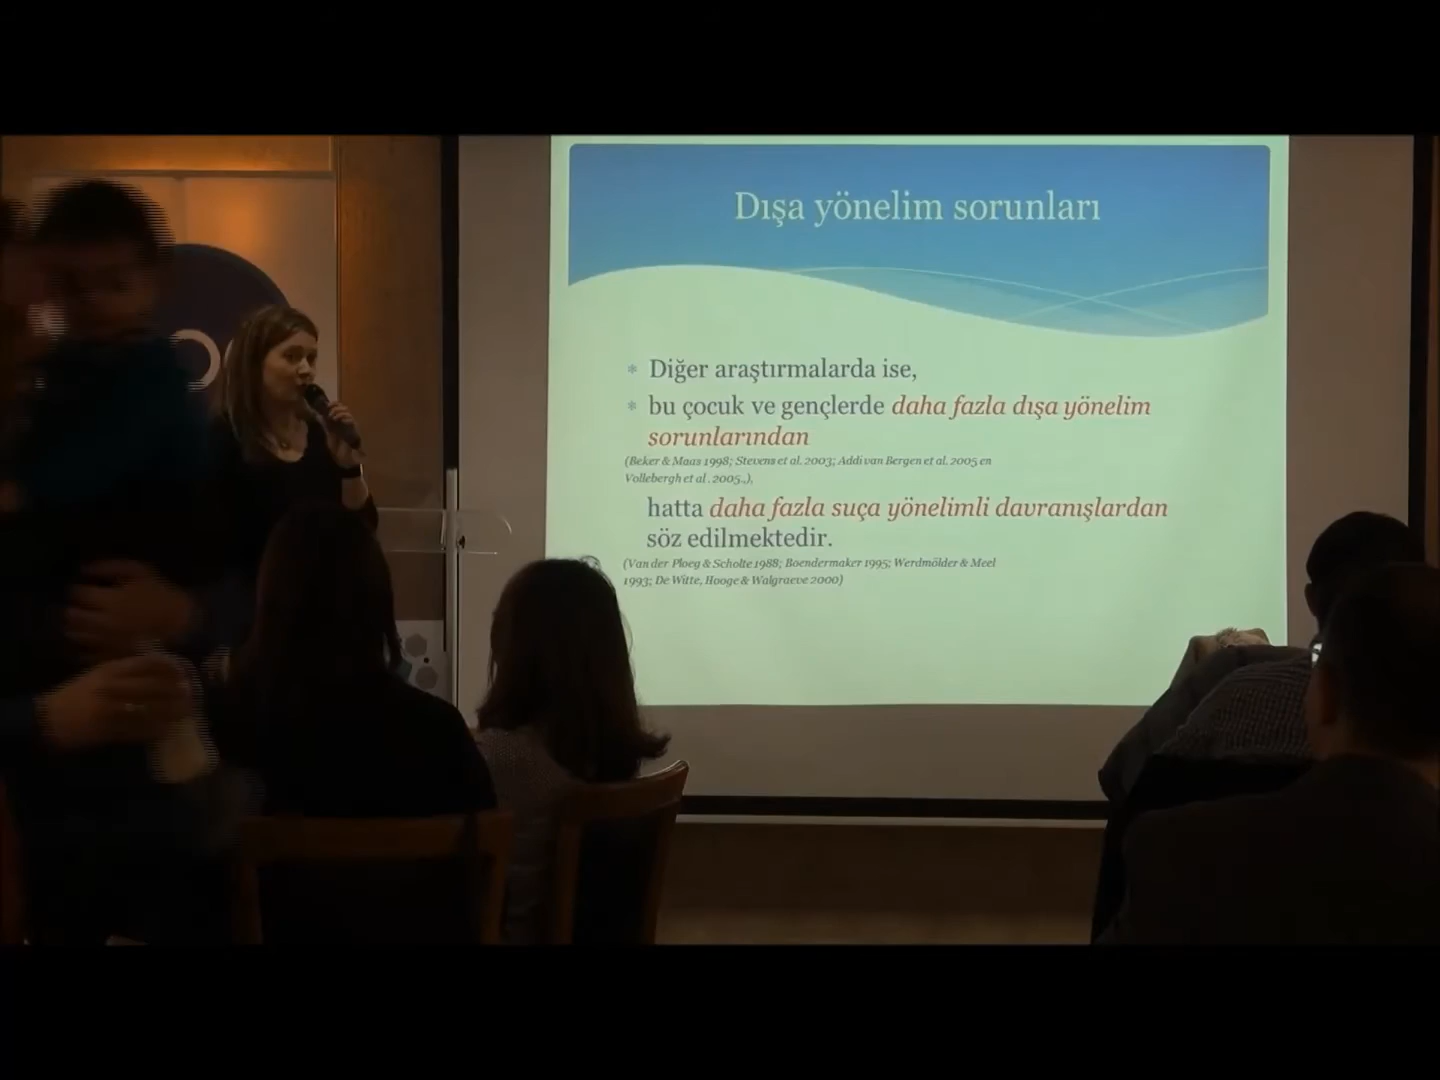 Dışa yönelim sorunları
Diğer araştırmalarda ise,
bu çocuk ve gençlerde daha fazla dışa yönelim
sorunlarından
(Beker & Maas 1998; Stevens et al. 2003; Addi van Bergen et al. 2005 en
Vollebergh et al. 2005.,),
hatta daha fazla suça yönelimli davranışlardan
söz edilmektedir.
(Van der Ploeg & Scholte 1988; Boendermaker 1995; Werdmölder & Meel
1993; De Witte, Hooge & Walgraeve 2000)